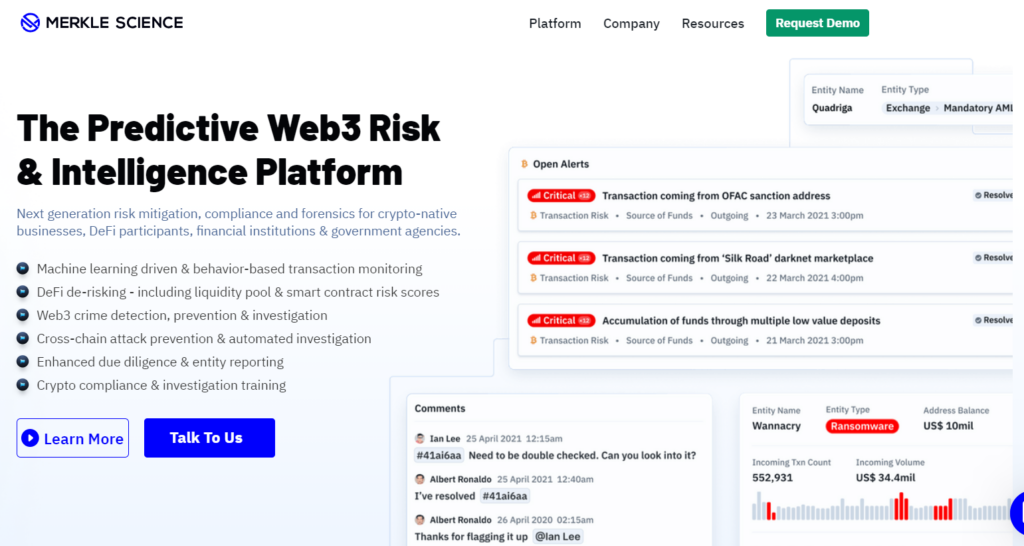 MERKLE SCIENCE
Platform
Company
Resources
Request Demo
The Predictive Web3 Risk
& Intelligence Platform
Next generation risk mitigation, compliance and forensics for crypto-native
businesses, DeFi participants, financial institutions & government agencies.
Machine learning driven & behavior-based transaction monitoring
DeFi de-risking - including liquidity pool & smart contract risk scores
Web3 crime detection, prevention & investigation
Cross-chain attack prevention & automated investigation
Enhanced due diligence & entity reporting
Crypto compliance & investigation training
Learn More
Talk To Us
Entity Name Entity Type
Quadriga Exchange › Mandatory AML
Open Alerts
Critical +12 Transaction coming from OFAC sanction address Resolve
Transaction Risk • Source of Funds • Outgoing • 23 March 2021 3:00pm
Critical +12 Transaction coming from ‘Silk Road’ darknet marketplace Resolve
Transaction Risk • Source of Funds • Outgoing • 22 March 2021 4:00pm
Critical +12 Accumulation of funds through multiple low value deposits Resolve
Transaction Risk • Source of Funds • Outgoing • 21 March 2021 3:00pm
Comments
Ian Lee 25 April 2021 12:15am
#41ai6aa Need to be double checked. Can you look into it?
Albert Ronaldo 25 April 2021 12:40am
I’ve resolved #41ai6aa
Albert Ronaldo 26 April 2020 02:15am
Thanks for flagging it up @Ian Lee
Entity Name Entity Type Address Balance
Wannacry Ransomware US$ 10mil
Incoming Txn Count Incoming Volume
552,931 US$ 34.4mil